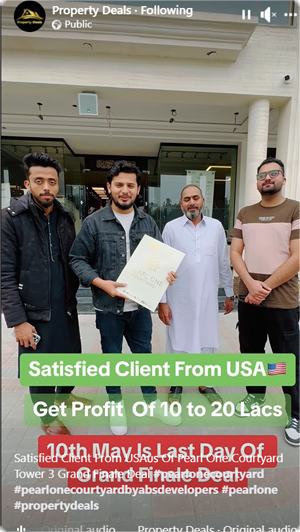 Property Deals · Following
Public
Satisfied Client From USA🇺🇸
Get Profit Of 10 to 20 Lacs
10th May Is Last Day Of
Grand Finale Deal
Satisfied Client From USAUs Of Pearl One Courtyard
Tower 3 Grand Finale Deal #pearlonecourtyard
#pearlonecourtyardbyabsdevelopers #pearlone
#propertydeals
Original audio
Property Deals · Original audio